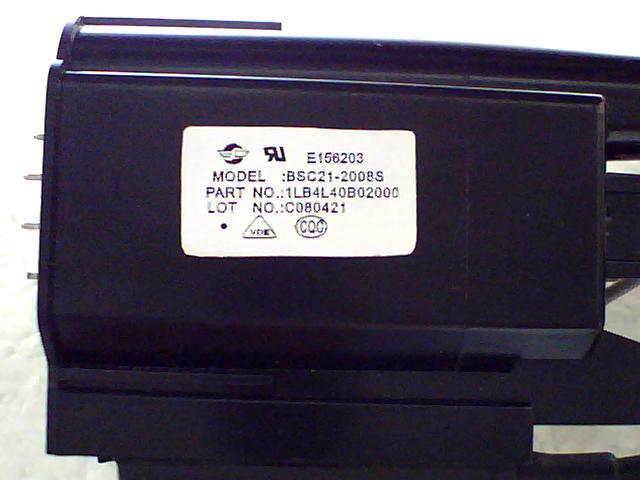 E156203
MODEL :BSC21-2008S
PART NO.:1LB4L40B02000
LOT NO.:C080421
VDE CQC